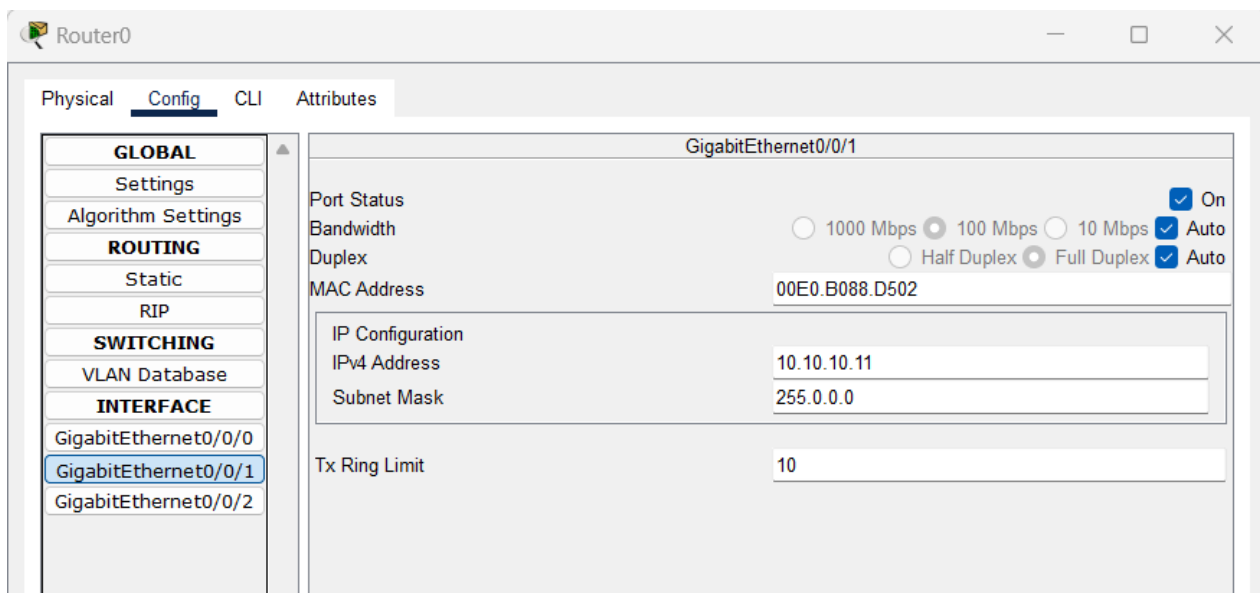 Router0
Physical Config CLI Attributes
GLOBAL
Settings
Algorithm Settings
ROUTING
Static
RIP
SWITCHING
VLAN Database
INTERFACE
GigabitEthernet0/0/0
GigabitEthernet0/0/1
GigabitEthernet0/0/2
GigabitEthernet0/0/1
Port Status On
Bandwidth 1000 Mbps 100 Mbps 10 Mbps Auto
Duplex Half Duplex Full Duplex Auto
MAC Address 00E0.B088.D502
IP Configuration
IPv4 Address 10.10.10.11
Subnet Mask 255.0.0.0
Tx Ring Limit 10